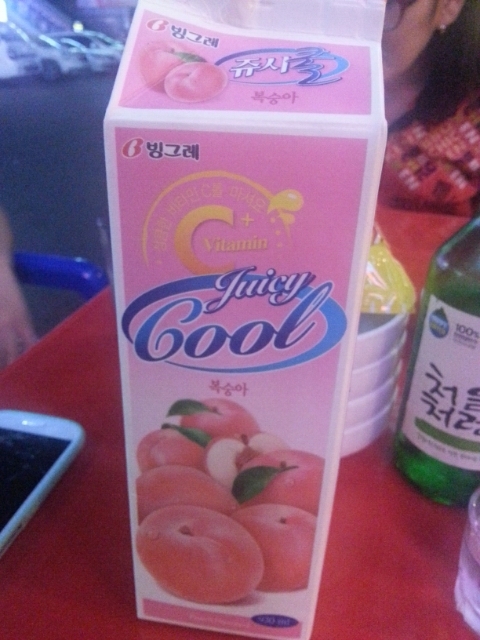 빙그레
쥬시쿨
복숭아
빙그레
C+
Vitamin
Juicy
Cool
복숭아
100%
처음
처럼